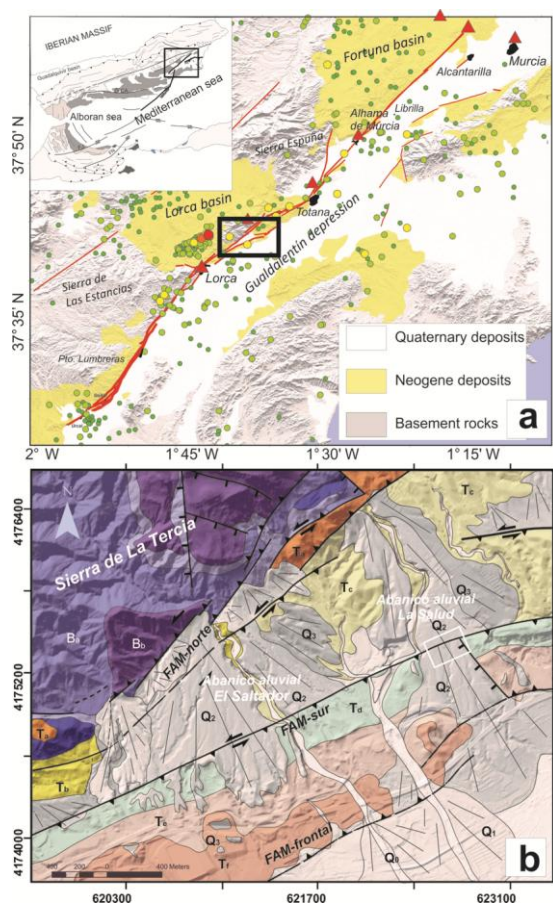 IBERIAN MASSIF
Guadalquivir basin
Alboran sea
Mediterranean sea
Fortuna basin
Murcia
Alcantarilla
Librilla
Alhama
de Murcia
Sierra Espuña
Lorca basin
Totana
Gualdalentín depression
Sierra de
Las Estancias
Lorca
Pto. Lumbreras
37°50'
37°35'
Quaternary deposits
Neogene deposits
Basement rocks
a
2° W
1°45' W
1°30' W
1°15' W
N
Sierra de La Tercia
Ba
Bb
FAM-norte
T
Tc
Tc
Q3
Q3
Abanico aluvial
La Salud
Q2
Abanico aluvial
El Saltador
Q2
Q2
FAM-sur
Td
Tb
Q3
Tf
FAM-frontal
Q1
4176400
4175200
4174000
400 Meters
620300
621700
623100
b